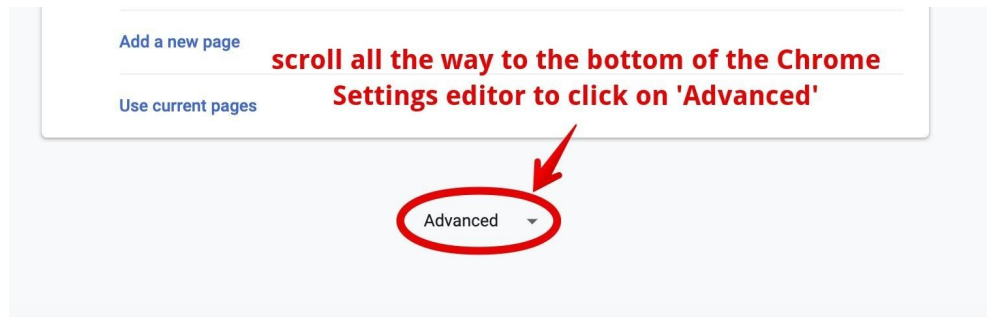 Add a new page
scroll all the way to the bottom of the Chrome
Settings editor to click on 'Advanced'
Use current pages
Advanced